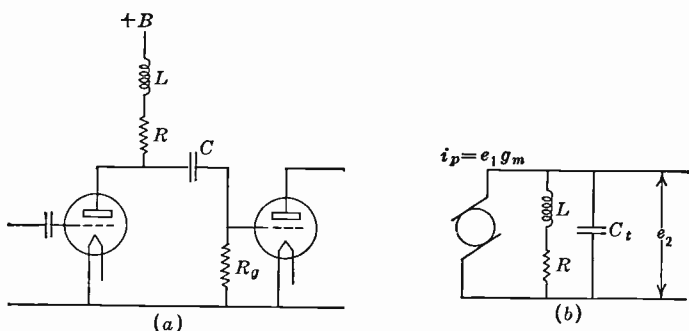 +B
L
R
C
R_g
(a)
i_p = e_1 g_m
L
R
C_t
e_2
(b)